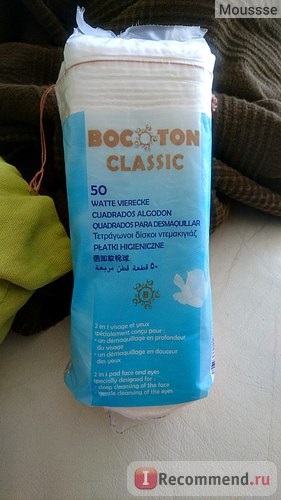 Moussse
BOCOTON
CLASSIC
50
WATTE VIERECKE
CUADRADOS ALGODON
QUADRADOS PARA DESMAQUILLAR
Τετράγωνοι δίσκοι ντεμακιγιάζ
PŁATKI HIGIENICZNE
٥٠ قطعة قطن مربعة
2 in 1 visage et yeux
spécialement conçu pour :
• un démaquillage en profondeur
du visage
• un démaquillage en douceur
des yeux
2 in 1 pad face and eyes
specially designed for :
• deep cleansing of the face
gentle cleansing of the eyes
iRecommend.ru